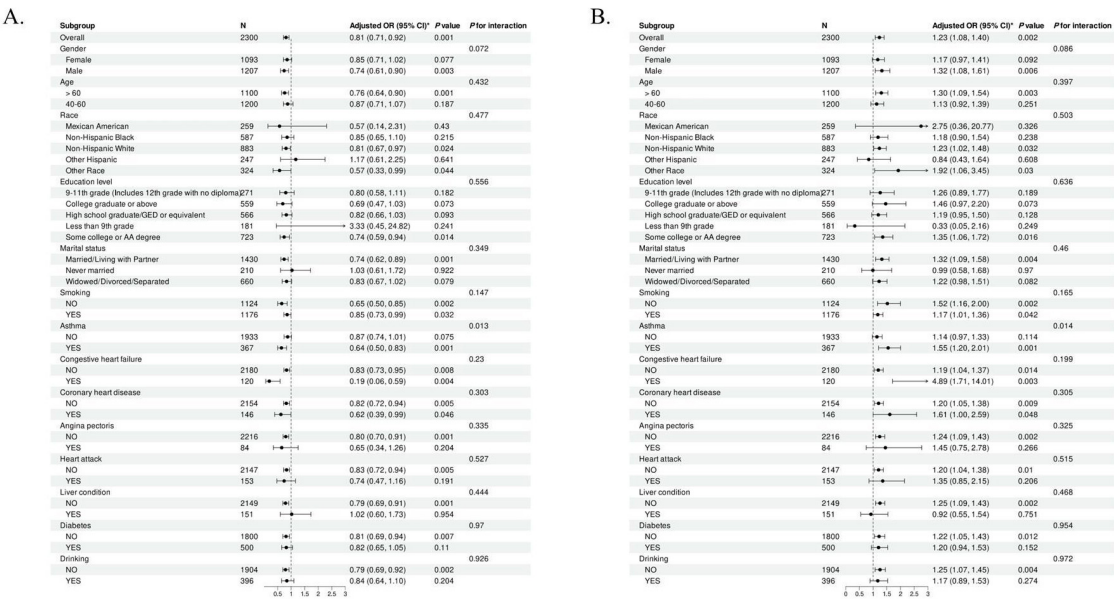 A.
Subgroup N Adjusted OR (95% CI)* P value P for interaction
Overall 2300 0.81 (0.71, 0.92) 0.001
Gender 0.072
Female 1093 0.85 (0.71, 1.02) 0.077
Male 1207 0.74 (0.61, 0.90) 0.003
Age 0.432
> 60 1100 0.76 (0.64, 0.90) 0.001
40-60 1200 0.87 (0.71, 1.07) 0.187
Race 0.477
Mexican American 259 0.57 (0.14, 2.31) 0.43
Non-Hispanic Black 587 0.85 (0.65, 1.10) 0.215
Non-Hispanic White 883 0.81 (0.67, 0.97) 0.024
Other Hispanic 247 1.17 (0.61, 2.25) 0.641
Other Race 324 0.57 (0.33, 0.99) 0.044
Education level 0.556
9-11th grade (Includes 12th grade with no diploma)271 0.80 (0.58, 1.11) 0.182
College graduate or above 559 0.69 (0.47, 1.03) 0.073
High school graduate/GED or equivalent 566 0.82 (0.66, 1.03) 0.093
Less than 9th grade 181 3.33 (0.45, 24.82) 0.241
Some college or AA degree 723 0.74 (0.59, 0.94) 0.014
Marital status 0.349
Married/Living with Partner 1430 0.74 (0.62, 0.89) 0.001
Never married 210 1.03 (0.61, 1.72) 0.922
Widowed/Divorced/Separated 660 0.83 (0.67, 1.02) 0.079
Smoking 0.147
NO 1124 0.65 (0.50, 0.85) 0.002
YES 1176 0.85 (0.73, 0.99) 0.032
Asthma 0.013
NO 1933 0.87 (0.74, 1.01) 0.075
YES 367 0.64 (0.50, 0.83) 0.001
Congestive heart failure 0.23
NO 2180 0.83 (0.73, 0.95) 0.008
YES 120 0.19 (0.06, 0.59) 0.004
Coronary heart disease 0.303
NO 2154 0.82 (0.72, 0.94) 0.005
YES 146 0.62 (0.39, 0.99) 0.046
Angina pectoris 0.335
NO 2216 0.80 (0.70, 0.91) 0.001
YES 84 0.65 (0.34, 1.26) 0.204
Heart attack 0.527
NO 2147 0.83 (0.72, 0.94) 0.005
YES 153 0.74 (0.47, 1.16) 0.191
Liver condition 0.444
NO 2149 0.79 (0.69, 0.91) 0.001
YES 151 1.02 (0.60, 1.73) 0.954
Diabetes 0.97
NO 1800 0.81 (0.69, 0.94) 0.007
YES 500 0.82 (0.65, 1.05) 0.11
Drinking 0.926
NO 1904 0.79 (0.69, 0.92) 0.002
YES 396 0.84 (0.64, 1.10) 0.204
0 0.5 1 1.5 2 2.5 3
B.
Subgroup N Adjusted OR (95% CI)* P value P for interaction
Overall 2300 1.23 (1.08, 1.40) 0.002
Gender 0.086
Female 1093 1.17 (0.97, 1.41) 0.092
Male 1207 1.32 (1.08, 1.61) 0.006
Age 0.397
> 60 1100 1.30 (1.09, 1.54) 0.003
40-60 1200 1.13 (0.92, 1.39) 0.251
Race 0.503
Mexican American 259 2.75 (0.36, 20.77) 0.326
Non-Hispanic Black 587 1.18 (0.90, 1.54) 0.238
Non-Hispanic White 883 1.23 (1.02, 1.48) 0.032
Other Hispanic 247 0.84 (0.43, 1.64) 0.608
Other Race 324 1.92 (1.06, 3.45) 0.03
Education level 0.636
9-11th grade (Includes 12th grade with no diploma)271 1.26 (0.89, 1.77) 0.189
College graduate or above 559 1.46 (0.97, 2.20) 0.073
High school graduate/GED or equivalent 566 1.19 (0.95, 1.50) 0.128
Less than 9th grade 181 0.33 (0.05, 2.16) 0.249
Some college or AA degree 723 1.35 (1.06, 1.72) 0.016
Marital status 0.46
Married/Living with Partner 1430 1.32 (1.09, 1.58) 0.004
Never married 210 0.99 (0.58, 1.68) 0.97
Widowed/Divorced/Separated 660 1.22 (0.98, 1.51) 0.082
Smoking 0.165
NO 1124 1.52 (1.16, 2.00) 0.002
YES 1176 1.17 (1.01, 1.36) 0.042
Asthma 0.014
NO 1933 1.14 (0.97, 1.33) 0.114
YES 367 1.55 (1.20, 2.01) 0.001
Congestive heart failure 0.199
NO 2180 1.19 (1.04, 1.37) 0.014
YES 120 4.89 (1.71, 14.01) 0.003
Coronary heart disease 0.305
NO 2154 1.20 (1.05, 1.38) 0.009
YES 146 1.61 (1.00, 2.59) 0.048
Angina pectoris 0.325
NO 2216 1.24 (1.09, 1.43) 0.002
YES 84 1.45 (0.75, 2.78) 0.266
Heart attack 0.515
NO 2147 1.20 (1.04, 1.38) 0.01
YES 153 1.35 (0.85, 2.15) 0.206
Liver condition 0.468
NO 2149 1.25 (1.09, 1.43) 0.002
YES 151 0.92 (0.55, 1.54) 0.751
Diabetes 0.954
NO 1800 1.22 (1.05, 1.43) 0.012
YES 500 1.20 (0.94, 1.53) 0.152
Drinking 0.972
NO 1904 1.25 (1.07, 1.45) 0.004
YES 396 1.17 (0.89, 1.53) 0.274
0 0.5 1 1.5 2 2.5 3